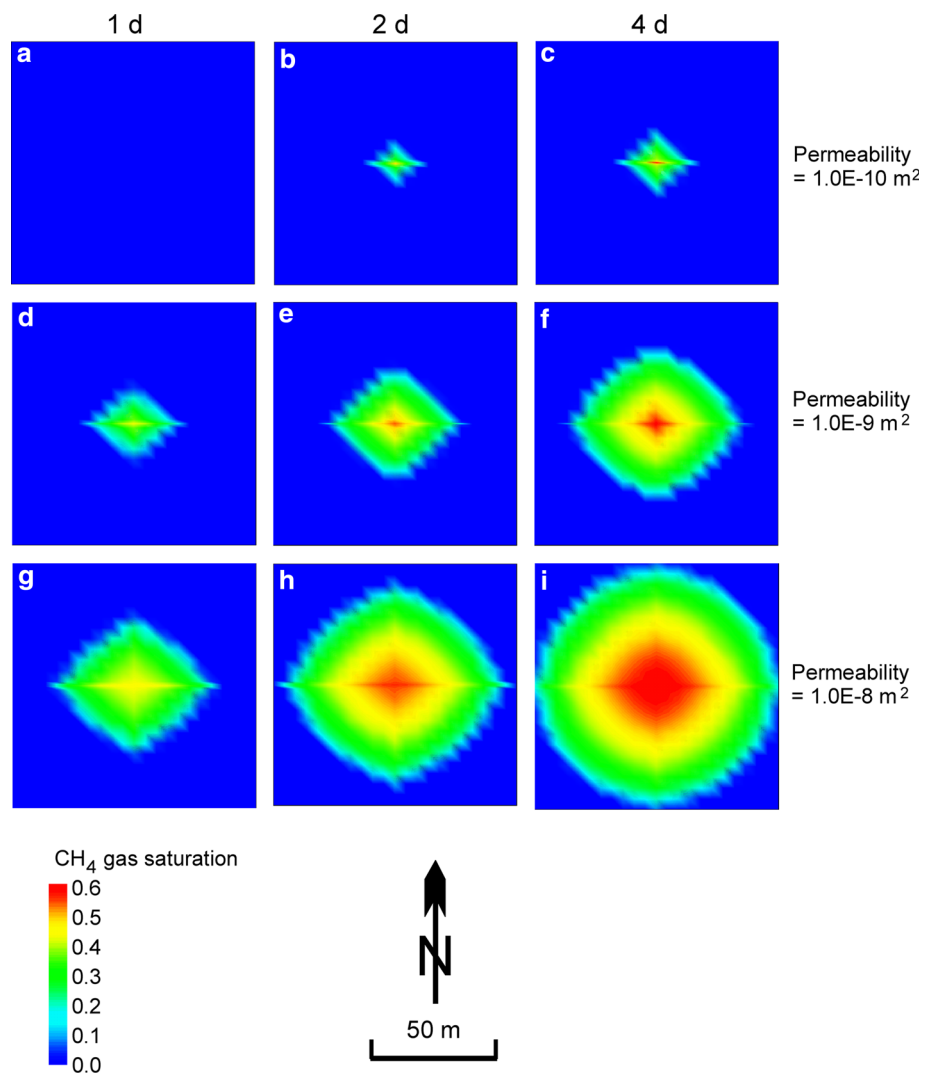 1 d 2 d 4 d
a b c
Permeability
= 1.0E-10 m²
d e f
Permeability
= 1.0E-9 m²
g h i
Permeability
= 1.0E-8 m²
CH₄ gas saturation
0.6
0.5
0.4
0.3
0.2
0.1
0.0
N
50 m